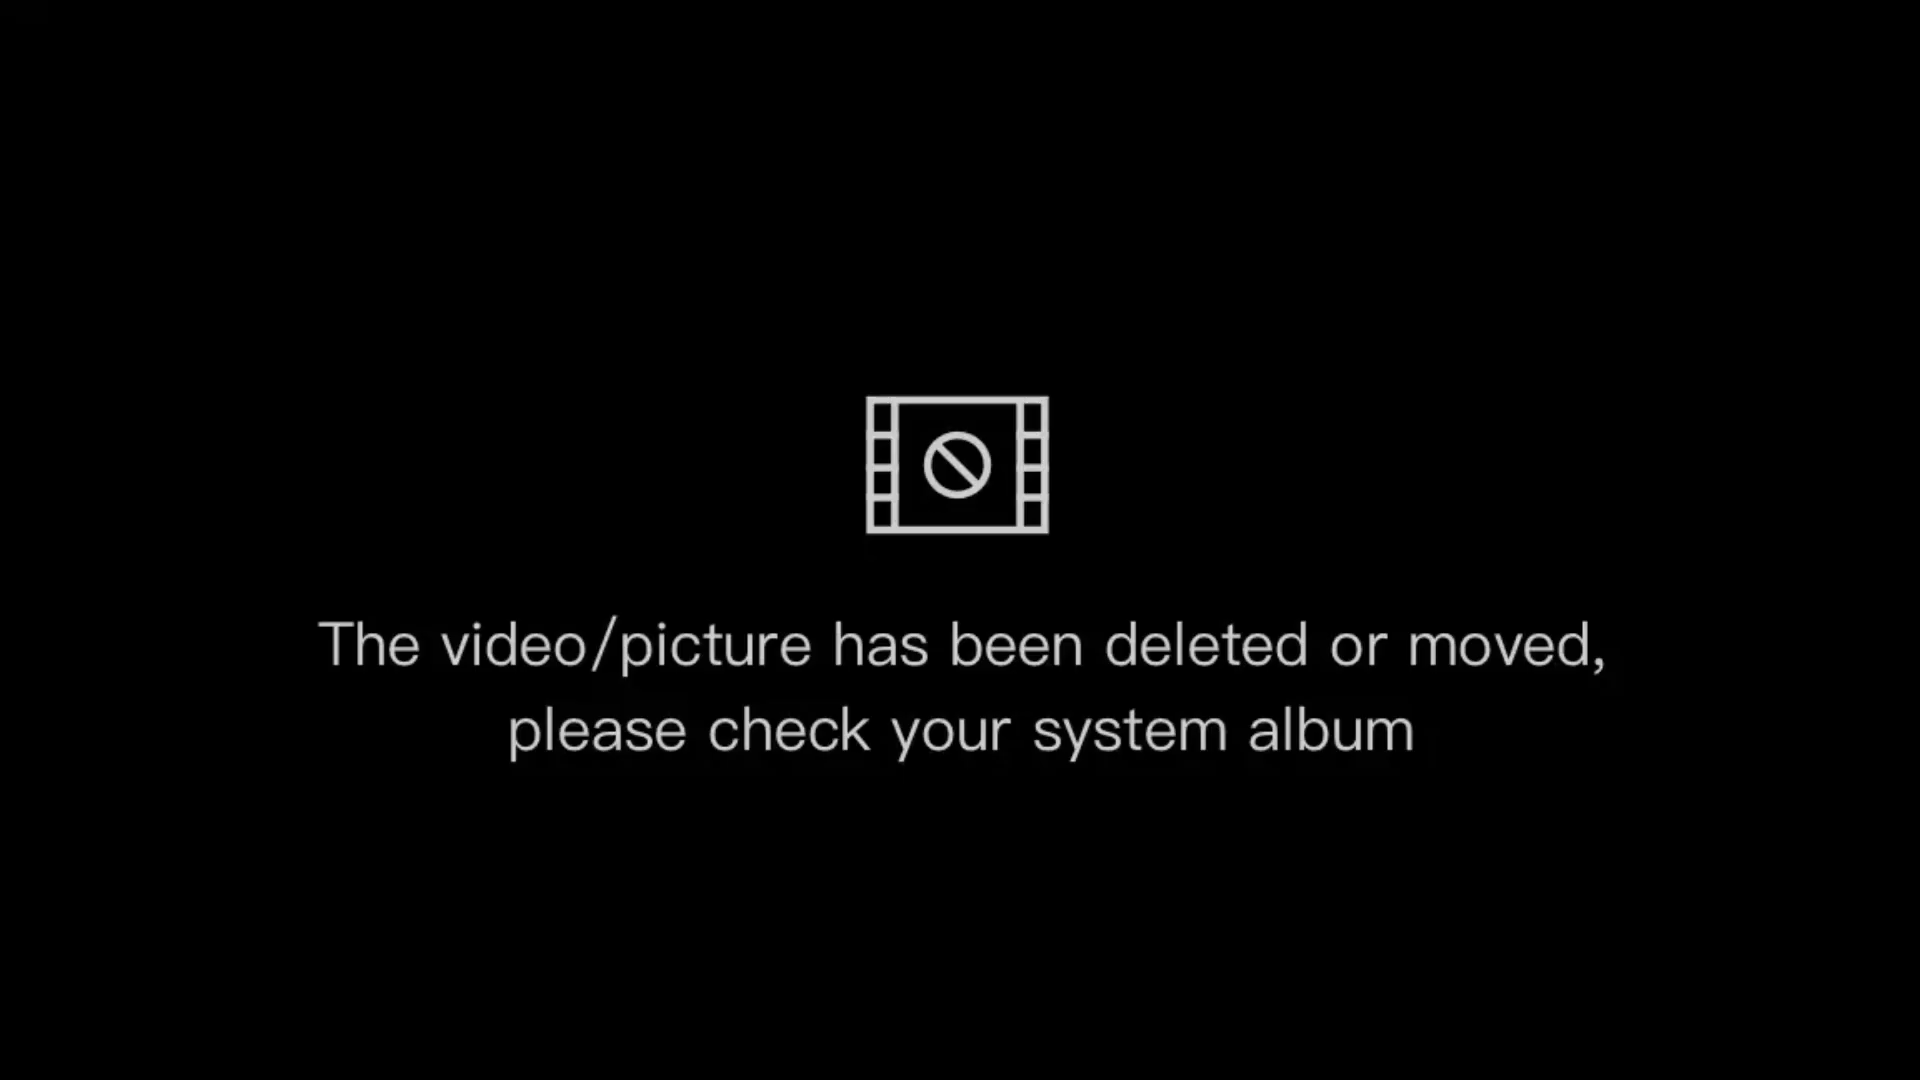 The video/picture has been deleted or moved,
please check your system album